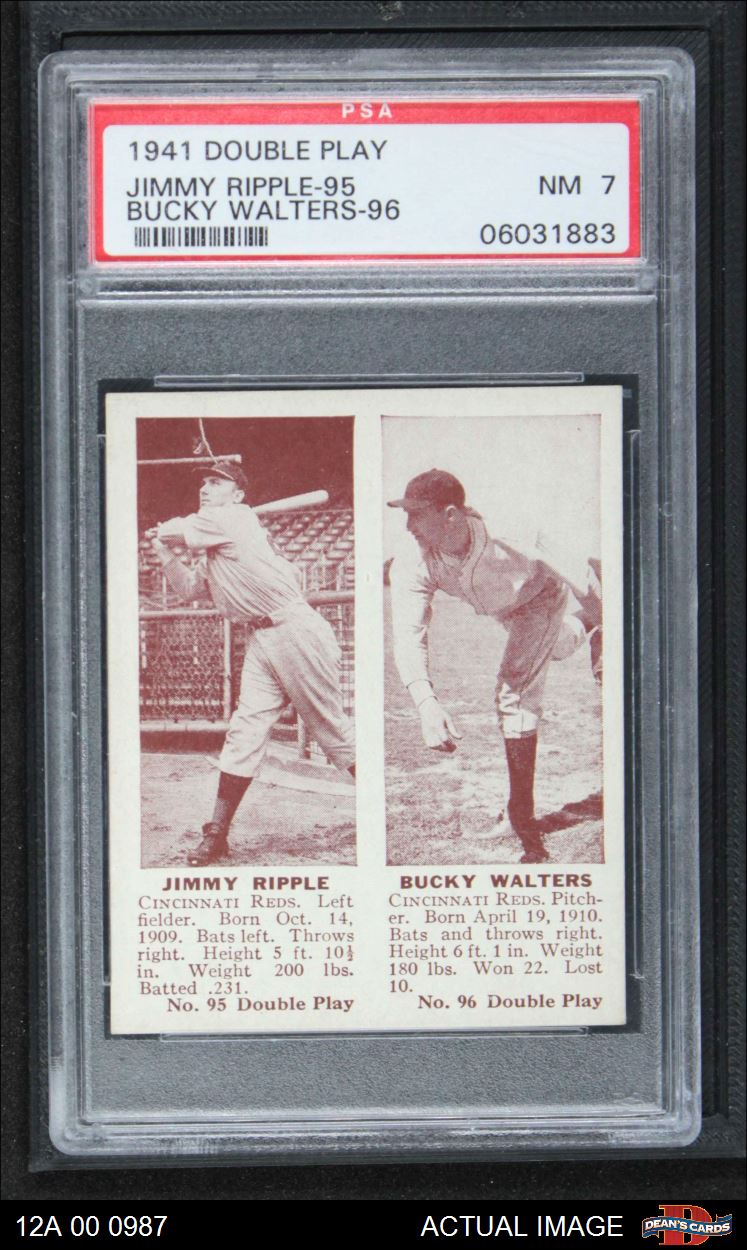 PSA
1941 DOUBLE PLAY
JIMMY RIPPLE-95 NM 7
BUCKY WALTERS-96
06031883
JIMMY RIPPLE
CINCINNATI REDS. Left
fielder. Born Oct. 14,
1909. Bats left. Throws
right. Height 5 ft. 10½
in. Weight 200 lbs.
Batted .231.
No. 95 Double Play
BUCKY WALTERS
CINCINNATI REDS. Pitch-
er. Born April 19, 1910.
Bats and throws right.
Height 6 ft. 1 in. Weight
180 lbs. Won 22. Lost
10.
No. 96 Double Play
12A 00 0987
ACTUAL IMAGE
D
DEAN'S CARDS